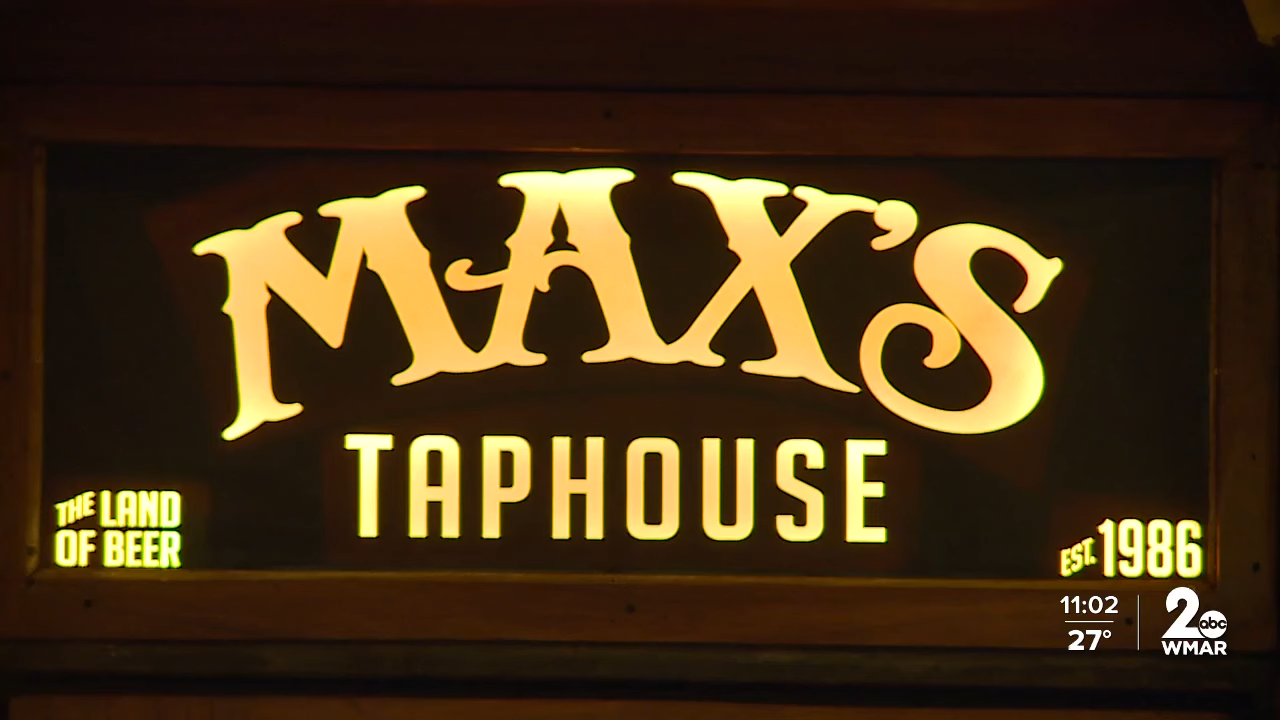 MAX'S
TAPHOUSE
THE LAND
OF BEER
EST. 1986
11:02
27°
2 abc
WMAR